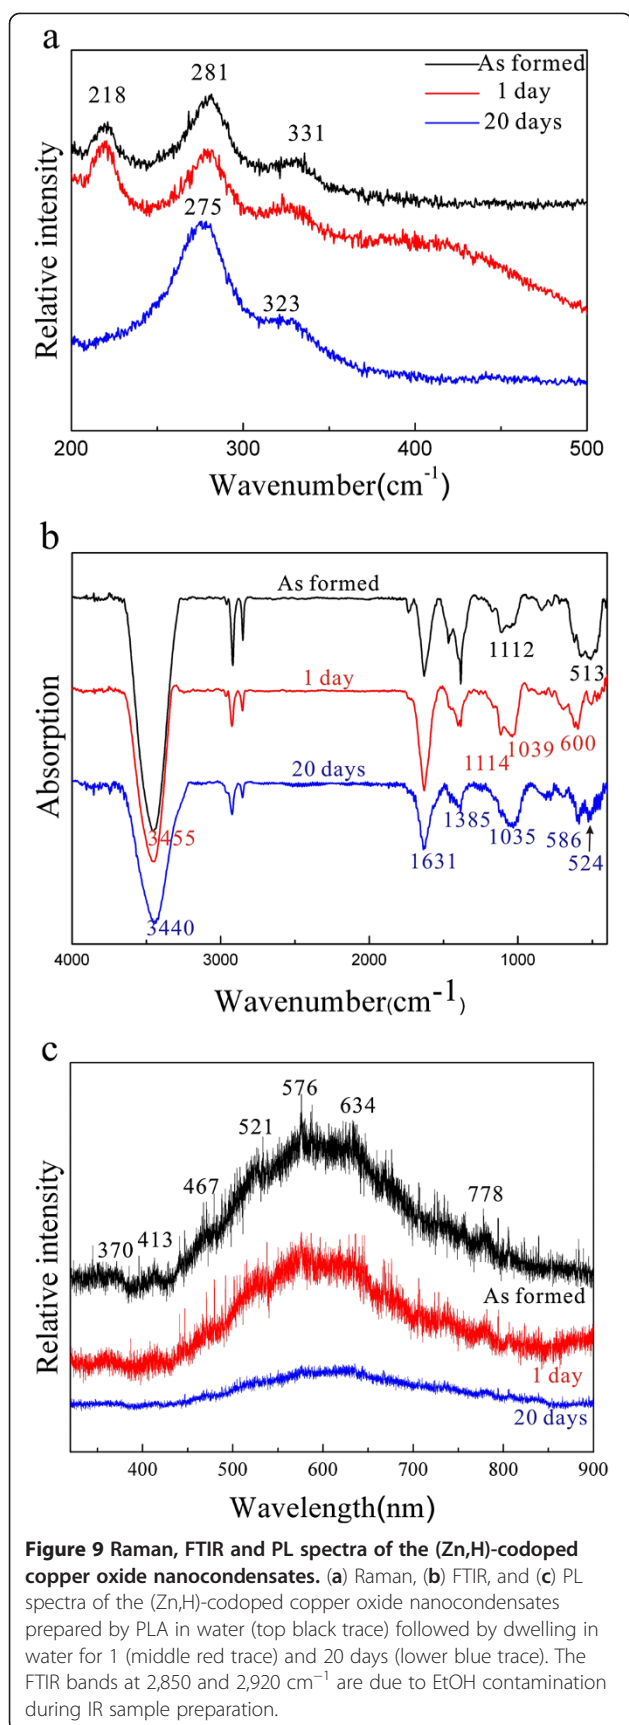 a
As formed
1 day
20 days
218
281
331
275
323
Relative intensity
200 300 400 500
Wavenumber(cm⁻¹)
b
As formed
1112
513
1 day
1114 1039 600
20 days
3455
3440
1631
1385
1035
586
524
Absorption
4000 3000 2000 1000
Wavenumber(cm⁻¹)
c
576
634
521
467
778
370 413
As formed
1 day
20 days
Relative intensity
400 500 600 700 800 900
Wavelength(nm)
Figure 9 Raman, FTIR and PL spectra of the (Zn,H)-codoped
copper oxide nanocondensates. (a) Raman, (b) FTIR, and (c) PL
spectra of the (Zn,H)-codoped copper oxide nanocondensates
prepared by PLA in water (top black trace) followed by dwelling in
water for 1 (middle red trace) and 20 days (lower blue trace). The
FTIR bands at 2,850 and 2,920 cm⁻¹ are due to EtOH contamination
during IR sample preparation.